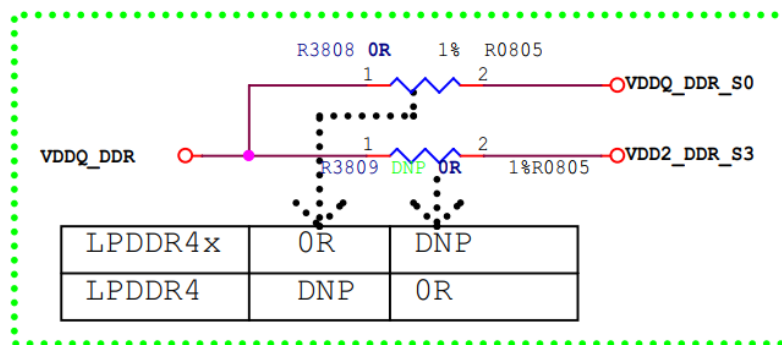 R3808 0R 1% R0805
1 2
VDDQ_DDR_S0
VDDQ_DDR
1 2
VDD2_DDR_S3
R3809 DNP 0R 1%R0805
LPDDR4x 0R DNP
LPDDR4 DNP 0R